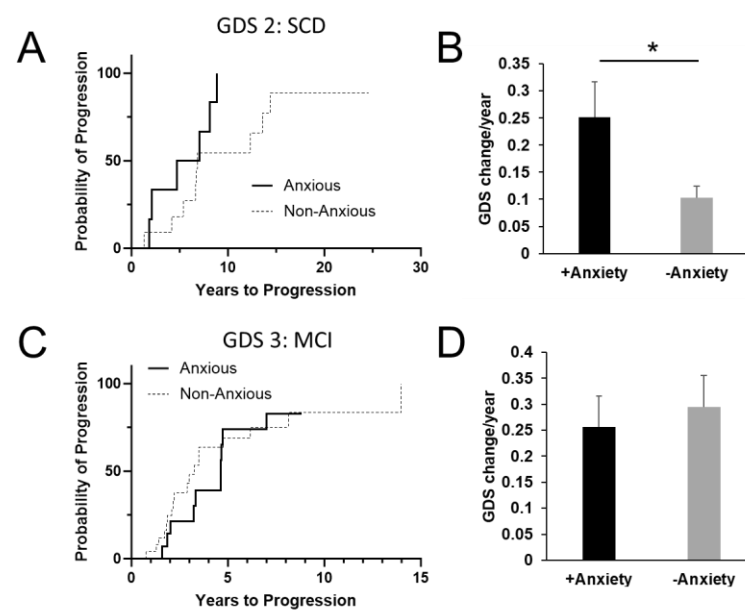 A
GDS 2: SCD
Probability of Progression
100
50
0
Anxious
Non-Anxious
0 10 20 30
Years to Progression
B
*
GDS change/year
0.35
0.3
0.25
0.2
0.15
0.1
0.05
0
+Anxiety -Anxiety
C
GDS 3: MCI
Anxious
Non-Anxious
Probability of Progression
100
50
0
0 5 10 15
Years to Progression
D
GDS change/year
0.4
0.35
0.3
0.25
0.2
0.15
0.1
0.05
0
+Anxiety -Anxiety